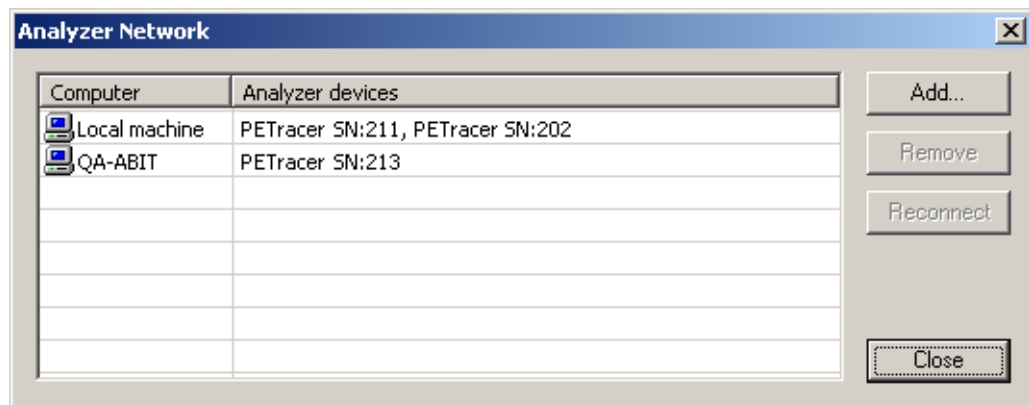 Analyzer Network
Computer Analyzer devices
Local machine PETracer SN:211, PETracer SN:202
QA-ABIT PETracer SN:213
Add...
Remove
Reconnect
Close